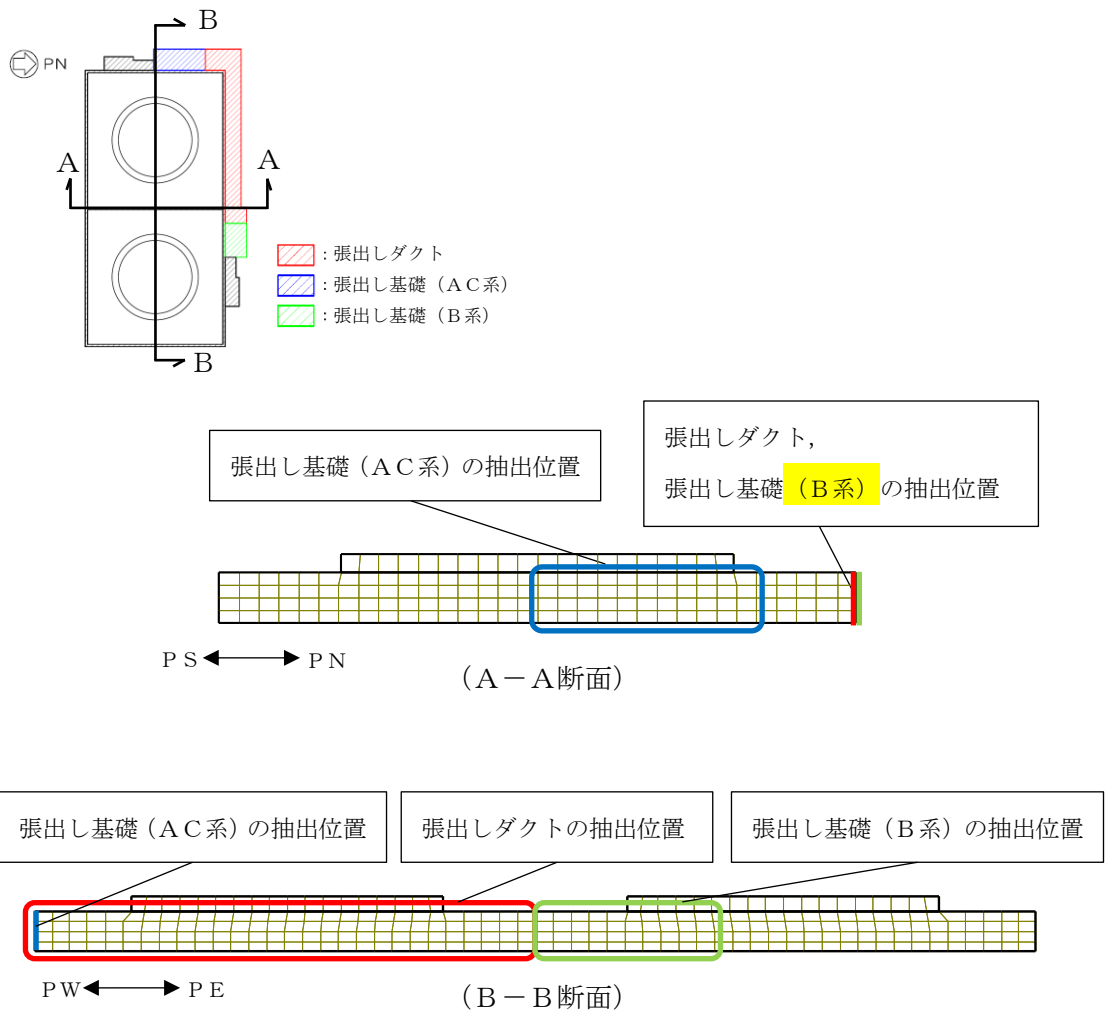 B
PN
A
A
：張出しダクト
：張出し基礎（ＡＣ系）
：張出し基礎（Ｂ系）
B
張出し基礎（ＡＣ系）の抽出位置
張出しダクト，
張出し基礎（Ｂ系）の抽出位置
ＰＳ
ＰＮ
（Ａ－Ａ断面）
張出し基礎（ＡＣ系）の抽出位置
張出しダクトの抽出位置
張出し基礎（Ｂ系）の抽出位置
ＰＷ
ＰＥ
（Ｂ－Ｂ断面）